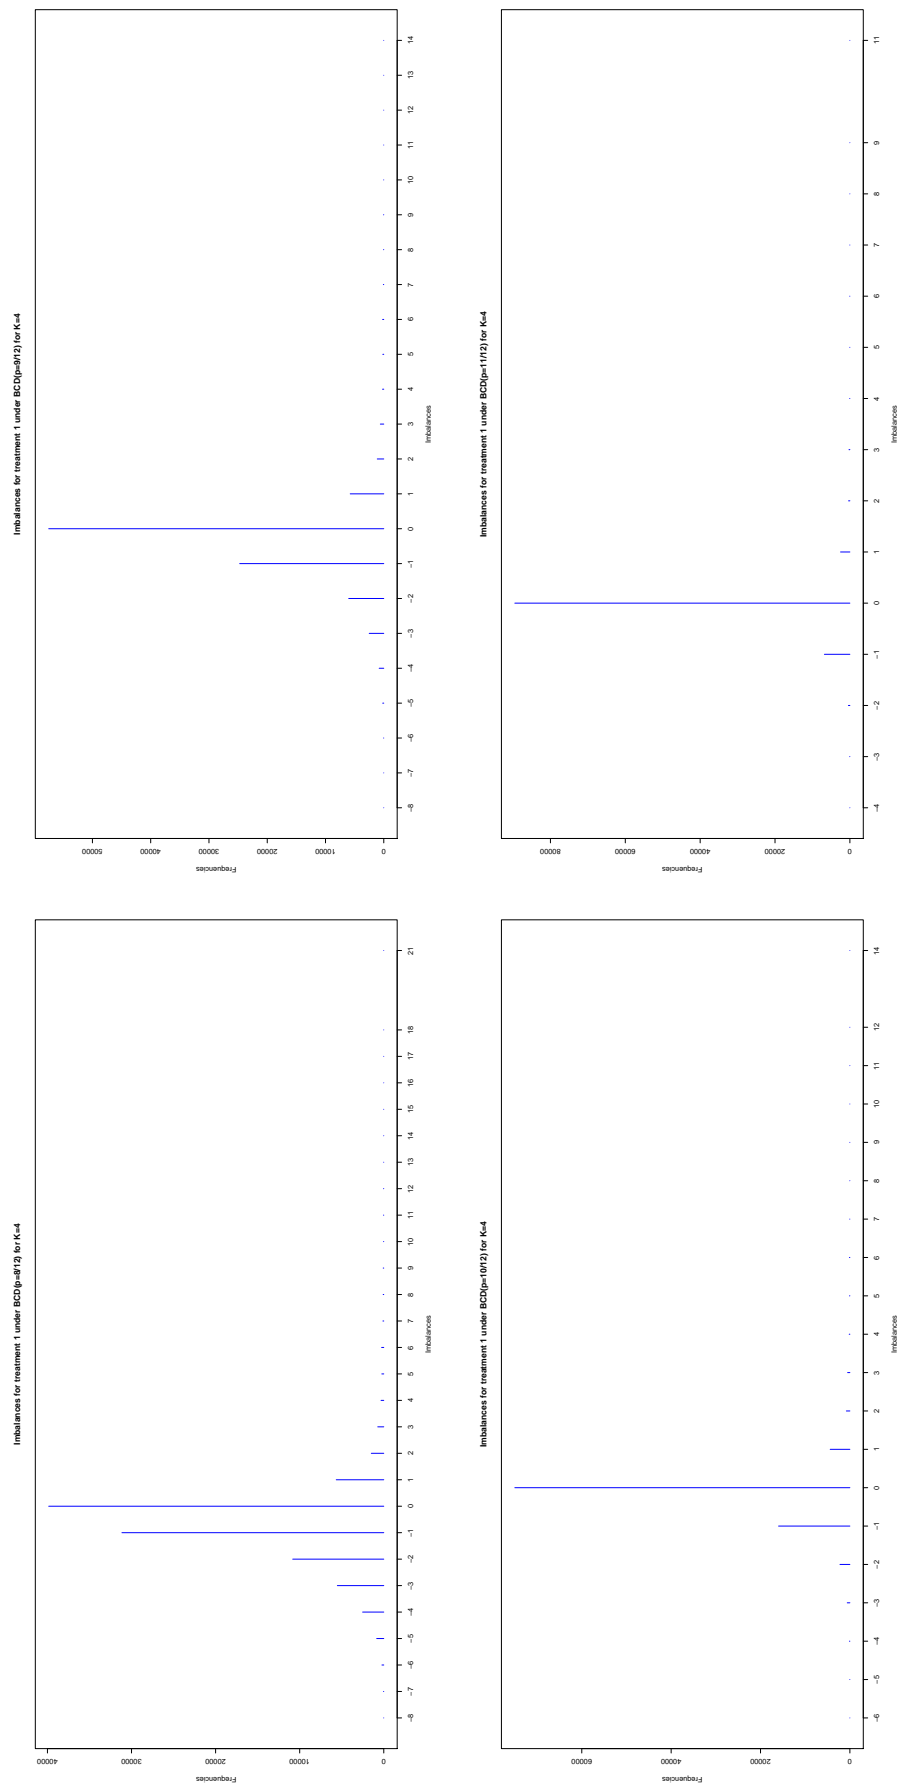 Imbalances for treatment 1 under BCD(p=8/12) for K=4
Frequencies
0 10000 20000 30000 40000
−8 −7 −6 −5 −4 −3 −2 −1 0 1 2 3 4 5 6 7 8 9 10 11 12 13 14 15 16 17 18 21
Imbalances
Imbalances for treatment 1 under BCD(p=9/12) for K=4
Frequencies
0 10000 20000 30000 40000 50000
−8 −7 −6 −5 −4 −3 −2 −1 0 1 2 3 4 5 6 7 8 9 10 11 12 13 14
Imbalances
Imbalances for treatment 1 under BCD(p=10/12) for K=4
Frequencies
0 20000 40000 60000
−6 −5 −4 −3 −2 −1 0 1 2 3 4 5 6 7 8 9 10 11 12 14
Imbalances
Imbalances for treatment 1 under BCD(p=11/12) for K=4
Frequencies
0 20000 40000 60000 80000
−4 −3 −2 −1 0 1 2 3 4 5 6 7 8 9 11
Imbalances